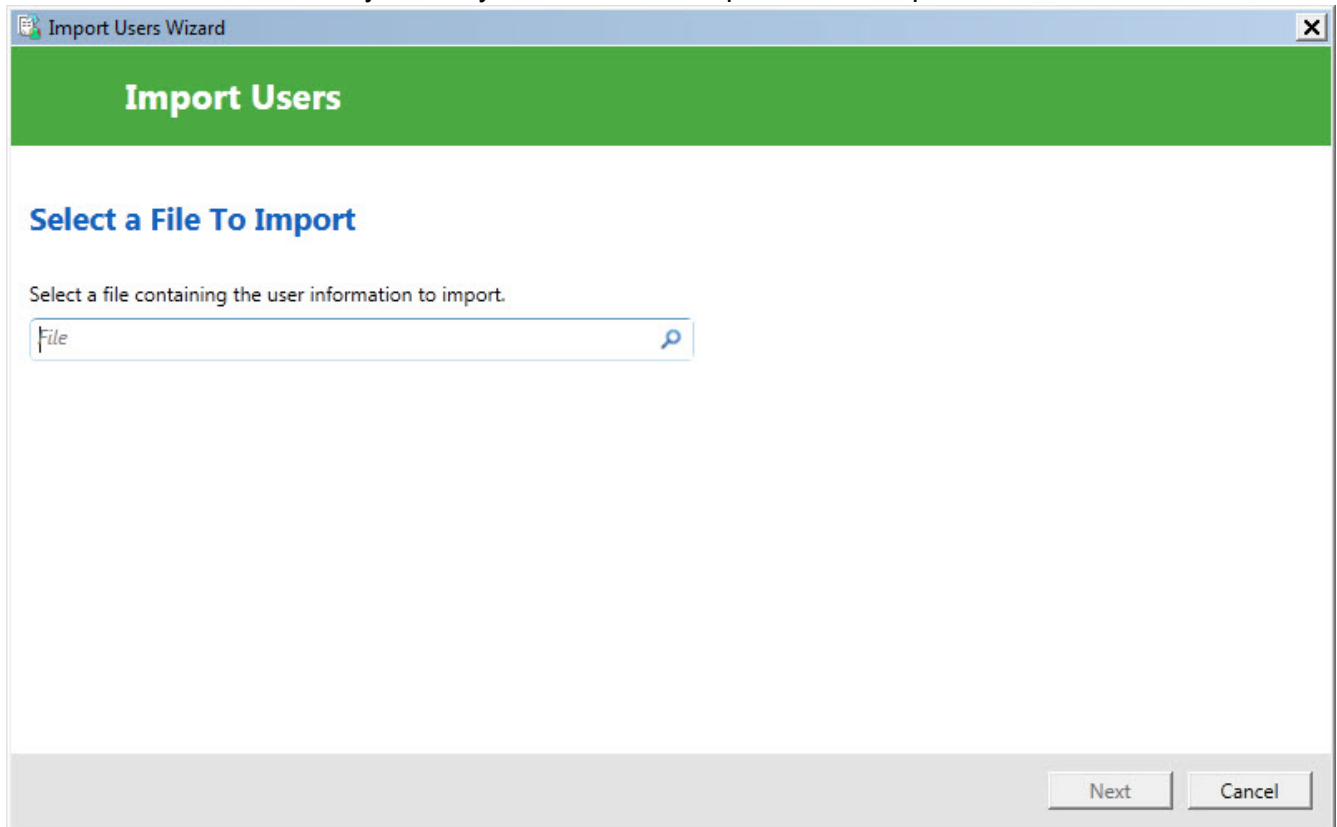 Import Users Wizard
Import Users
Select a File To Import
Select a file containing the user information to import.
File
Next Cancel